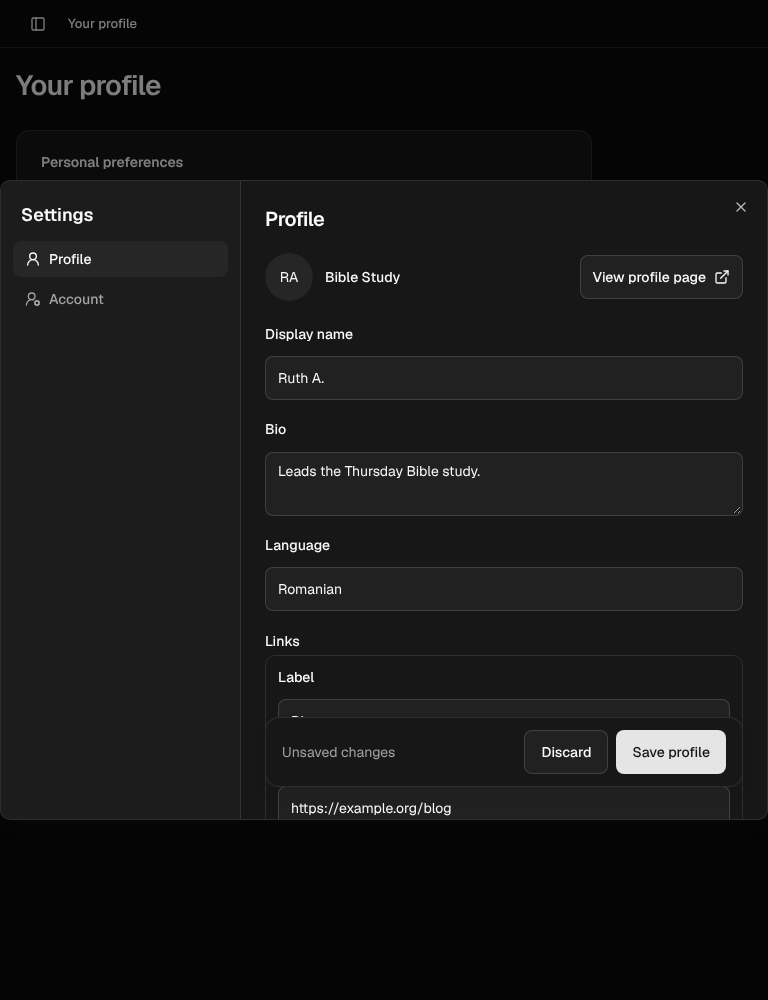 Your profile
Your profile
Personal preferences
Settings
Profile
Account
Profile
RA
Bible Study
View profile page
Display name
Ruth A.
Bio
Leads the Thursday Bible study.
Language
Romanian
Links
Label
Unsaved changes
Discard
Save profile
https://example.org/blog